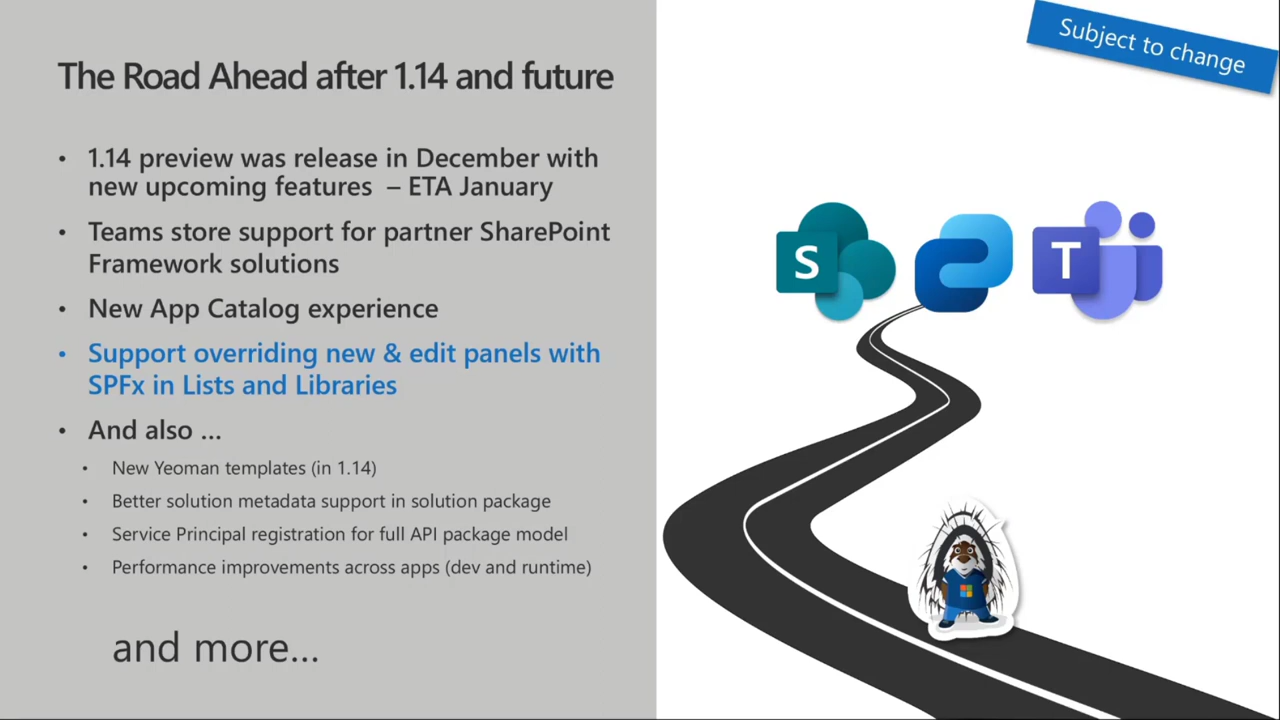 Subject to change
The Road Ahead after 1.14 and future
• 1.14 preview was release in December with
new upcoming features – ETA January
• Teams store support for partner SharePoint
Framework solutions
• New App Catalog experience
• Support overriding new & edit panels with
SPFx in Lists and Libraries
• And also ...
• New Yeoman templates (in 1.14)
• Better solution metadata support in solution package
• Service Principal registration for full API package model
• Performance improvements across apps (dev and runtime)
and more...
S
T